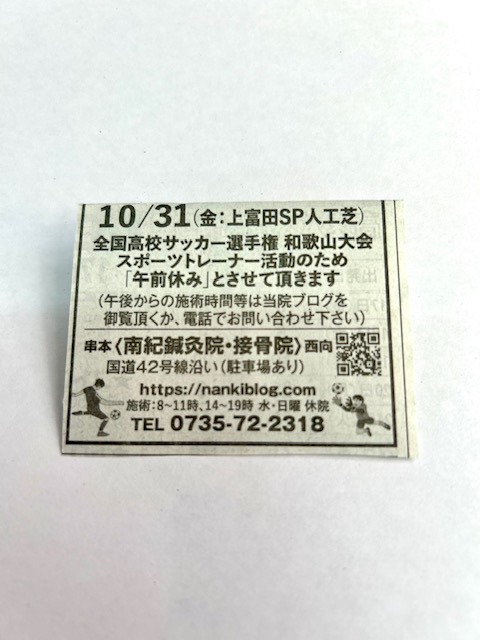 10/31(金:上富田SP人工芝)
全国高校サッカー選手権 和歌山大会
スポーツトレーナー活動のため
「午前休み」とさせて頂きます
(午後からの施術時間等は当院ブログを
御覧頂くか、電話でお問い合わせ下さい)
串本〈南紀鍼灸院・接骨院〉西向
国道42号線沿い(駐車場あり)
https://nankiblog.com
施術:8~11時、14~19時 水・日曜 休院
TEL 0735-72-2318